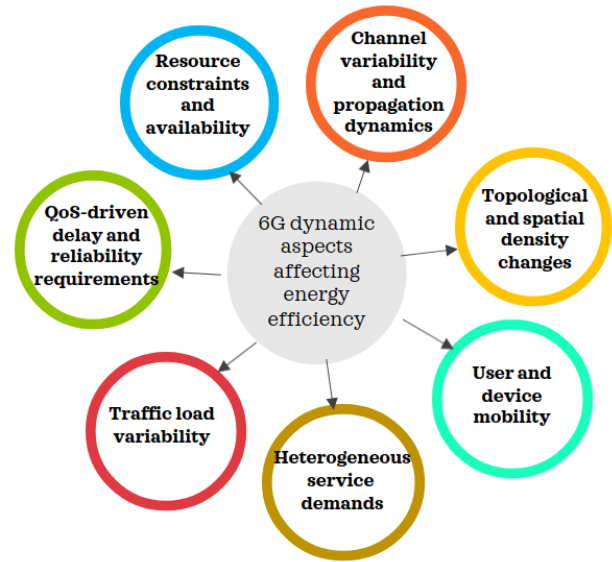 Resource
constraints
and
availability
Channel
variability
and
propagation
dynamics
QoS-driven
delay and
reliability
requirements
6G dynamic
aspects
affecting
energy
efficiency
Topological
and spatial
density
changes
User and
device
mobility
Traffic load
variability
Heterogeneous
service
demands